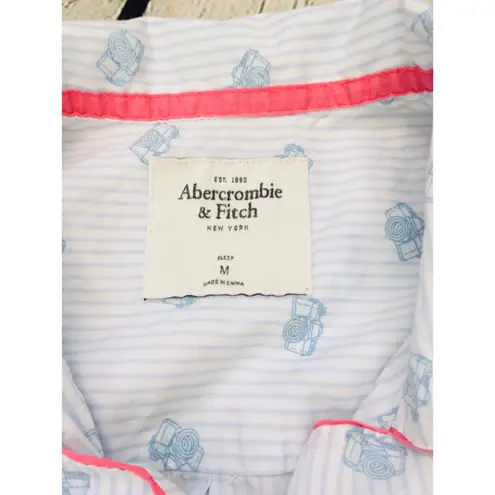 EST. 1892
Abercrombie
& Fitch
NEW YORK
SLEEP
M
MADE IN CHINA